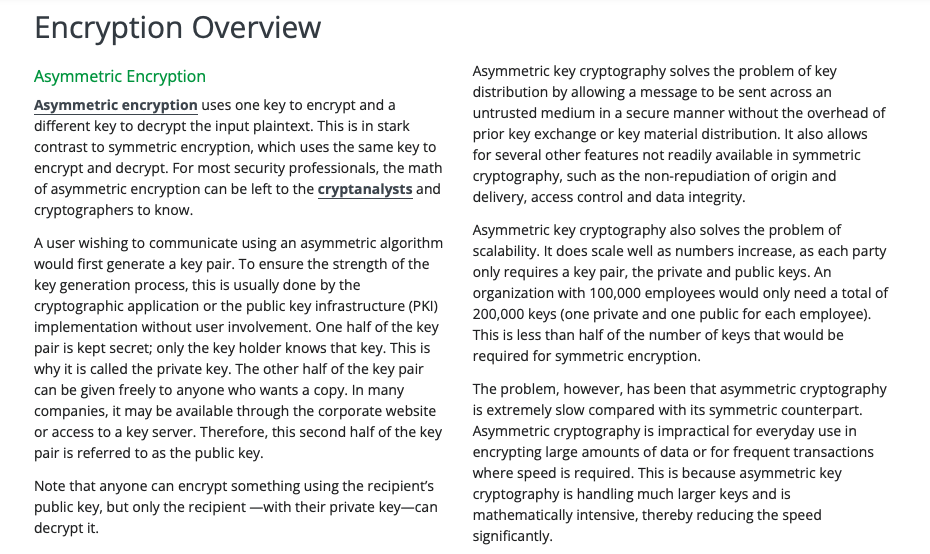 Encryption Overview
Asymmetric Encryption
Asymmetric encryption uses one key to encrypt and a
different key to decrypt the input plaintext. This is in stark
contrast to symmetric encryption, which uses the same key to
encrypt and decrypt. For most security professionals, the math
of asymmetric encryption can be left to the cryptanalysts and
cryptographers to know.
A user wishing to communicate using an asymmetric algorithm
would first generate a key pair. To ensure the strength of the
key generation process, this is usually done by the
cryptographic application or the public key infrastructure (PKI)
implementation without user involvement. One half of the key
pair is kept secret; only the key holder knows that key. This is
why it is called the private key. The other half of the key pair
can be given freely to anyone who wants a copy. In many
companies, it may be available through the corporate website
or access to a key server. Therefore, this second half of the key
pair is referred to as the public key.
Note that anyone can encrypt something using the recipient’s
public key, but only the recipient —with their private key—can
decrypt it.
Asymmetric key cryptography solves the problem of key
distribution by allowing a message to be sent across an
untrusted medium in a secure manner without the overhead of
prior key exchange or key material distribution. It also allows
for several other features not readily available in symmetric
cryptography, such as the non-repudiation of origin and
delivery, access control and data integrity.
Asymmetric key cryptography also solves the problem of
scalability. It does scale well as numbers increase, as each party
only requires a key pair, the private and public keys. An
organization with 100,000 employees would only need a total of
200,000 keys (one private and one public for each employee).
This is less than half of the number of keys that would be
required for symmetric encryption.
The problem, however, has been that asymmetric cryptography
is extremely slow compared with its symmetric counterpart.
Asymmetric cryptography is impractical for everyday use in
encrypting large amounts of data or for frequent transactions
where speed is required. This is because asymmetric key
cryptography is handling much larger keys and is
mathematically intensive, thereby reducing the speed
significantly.